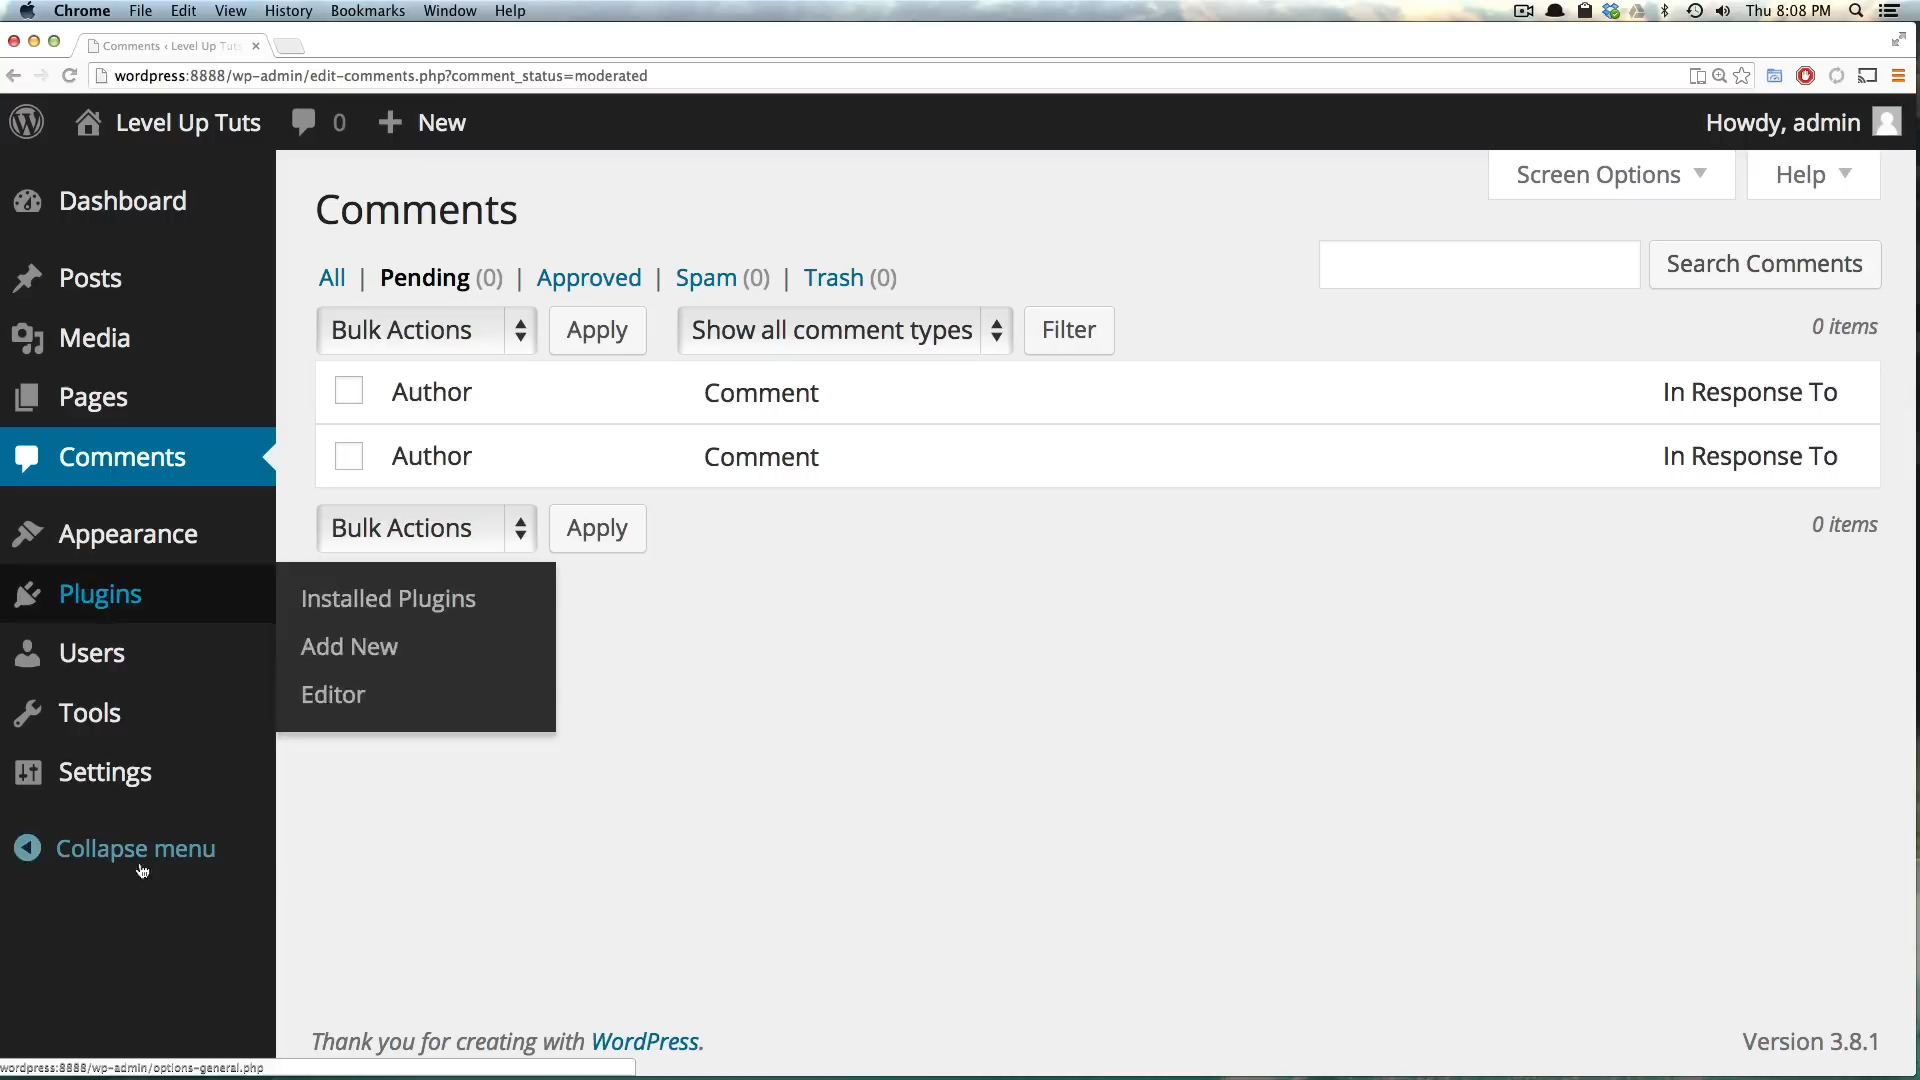 Chrome File Edit View History Bookmarks Window Help Thu 8:08 PM
Comments ‹ Level Up Tuts
wordpress:8888/wp-admin/edit-comments.php?comment_status=moderated
Level Up Tuts 0 + New Howdy, admin
Screen Options Help
Dashboard
Posts
Media
Pages
Comments
Appearance
Plugins
Users
Tools
Settings
Collapse menu
Installed Plugins
Add New
Editor
Comments
All | Pending (0) | Approved | Spam (0) | Trash (0)
Search Comments
Bulk Actions Apply Show all comment types Filter 0 items
Author Comment In Response To
Author Comment In Response To
Bulk Actions Apply 0 items
Thank you for creating with WordPress. Version 3.8.1
wordpress:8888/wp-admin/options-general.php